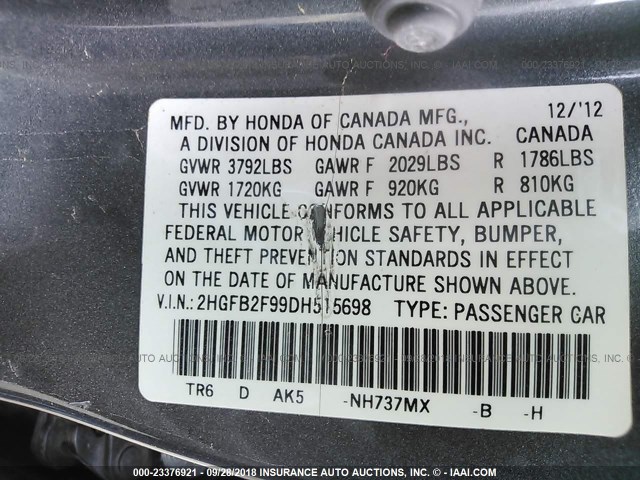 MFD. BY HONDA OF CANADA MFG., 12/'12
A DIVISION OF HONDA CANADA INC. CANADA
GVWR 3792LBS GAWR F 2029LBS R 1786LBS
GVWR 1720KG GAWR F 920KG R 810KG
THIS VEHICLE CONFORMS TO ALL APPLICABLE
FEDERAL MOTOR VEHICLE SAFETY, BUMPER,
AND THEFT PREVENTION STANDARDS IN EFFECT
ON THE DATE OF MANUFACTURE SHOWN ABOVE.
V.I.N.: 2HGFB2F99DH515698 TYPE: PASSENGER CAR
TR6 D AK5 -NH737MX -B -H
000-23376921 - 09/28/2018 INSURANCE AUTO AUCTIONS, INC. - IAAI.COM